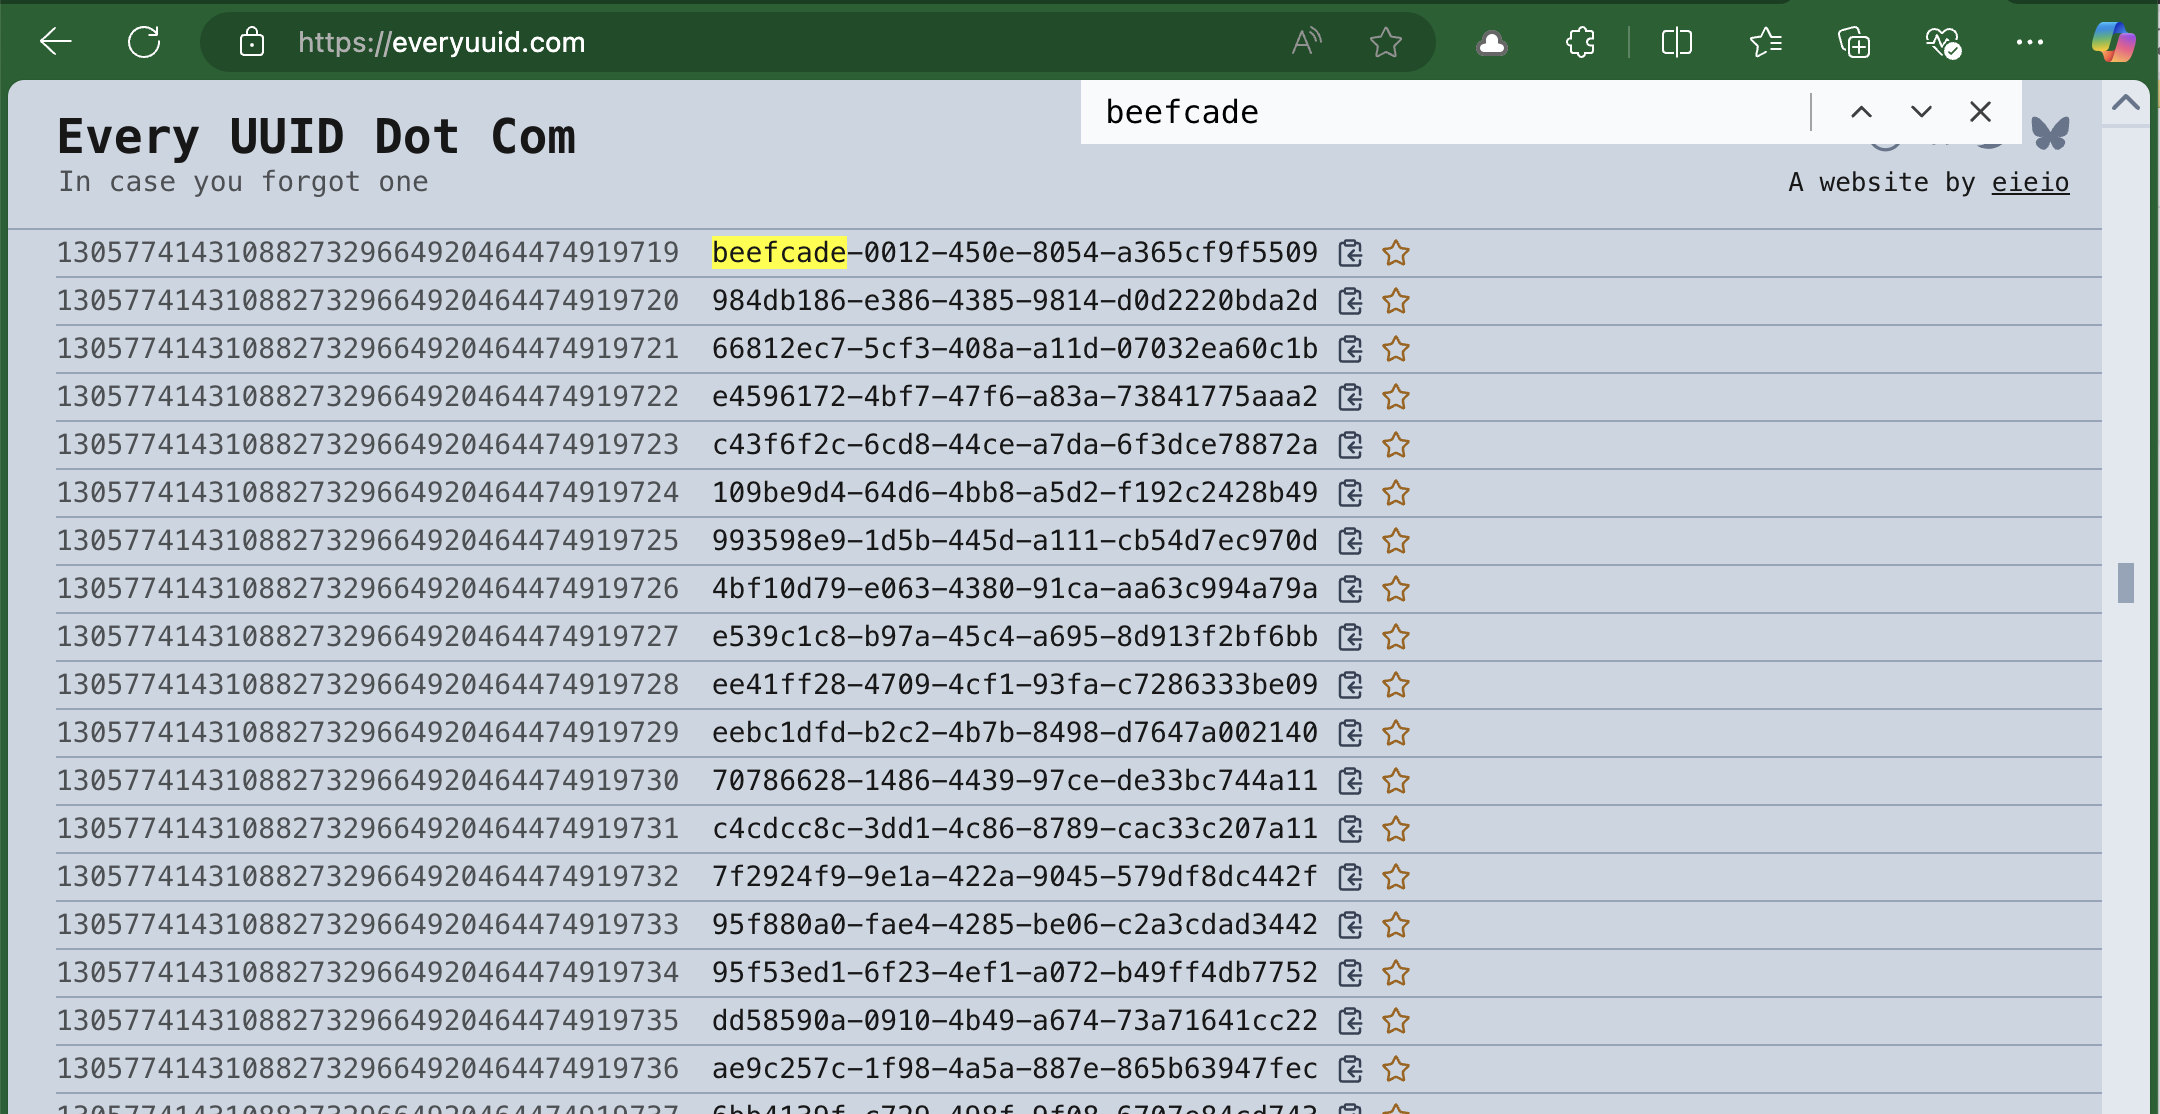 https://everyuuid.com
beefcade
Every UUID Dot Com
In case you forgot one
A website by eieio
1305774143108827329664920464474919719 beefcade-0012-450e-8054-a365cf9f5509
1305774143108827329664920464474919720 984db186-e386-4385-9814-d0d2220bda2d
1305774143108827329664920464474919721 66812ec7-5cf3-408a-a11d-07032ea60c1b
1305774143108827329664920464474919722 e4596172-4bf7-47f6-a83a-73841775aaa2
1305774143108827329664920464474919723 c43f6f2c-6cd8-44ce-a7da-6f3dce78872a
1305774143108827329664920464474919724 109be9d4-64d6-4bb8-a5d2-f192c2428b49
1305774143108827329664920464474919725 993598e9-1d5b-445d-a111-cb54d7ec970d
1305774143108827329664920464474919726 4bf10d79-e063-4380-91ca-aa63c994a79a
1305774143108827329664920464474919727 e539c1c8-b97a-45c4-a695-8d913f2bf6bb
1305774143108827329664920464474919728 ee41ff28-4709-4cf1-93fa-c7286333be09
1305774143108827329664920464474919729 eebc1dfd-b2c2-4b7b-8498-d7647a002140
1305774143108827329664920464474919730 70786628-1486-4439-97ce-de33bc744a11
1305774143108827329664920464474919731 c4cdcc8c-3dd1-4c86-8789-cac33c207a11
1305774143108827329664920464474919732 7f2924f9-9e1a-422a-9045-579df8dc442f
1305774143108827329664920464474919733 95f880a0-fae4-4285-be06-c2a3cdad3442
1305774143108827329664920464474919734 95f53ed1-6f23-4ef1-a072-b49ff4db7752
1305774143108827329664920464474919735 dd58590a-0910-4b49-a674-73a71641cc22
1305774143108827329664920464474919736 ae9c257c-1f98-4a5a-887e-865b63947fec